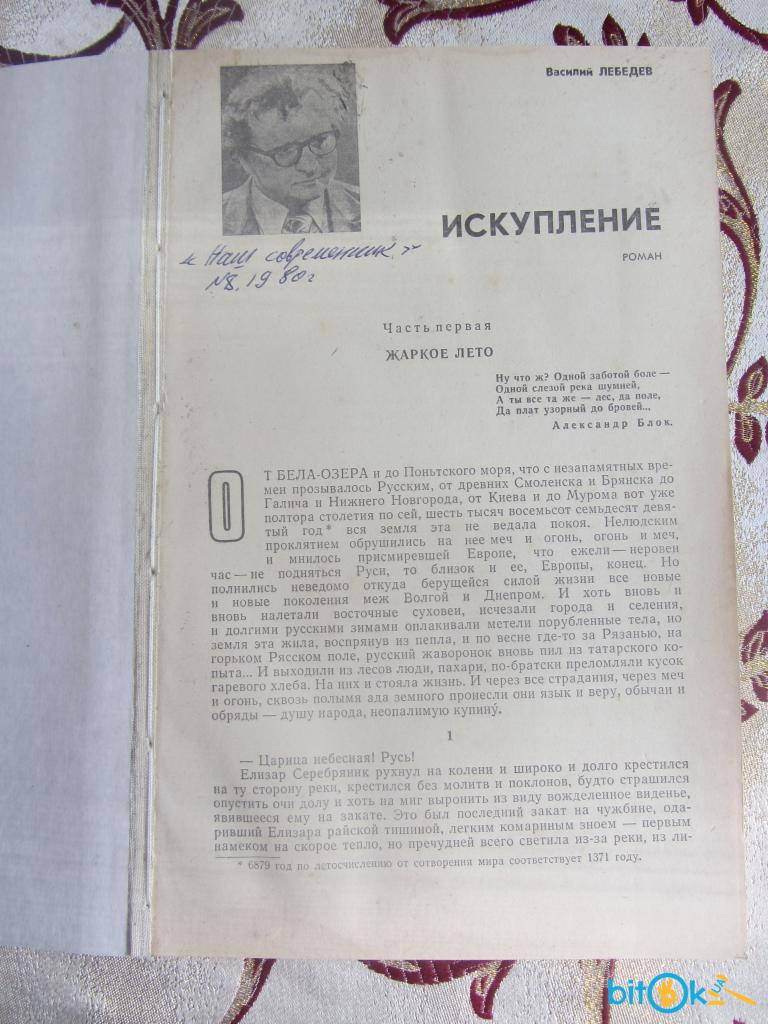 Василий ЛЕБЕДЕВ
ИСКУПЛЕНИЕ
РОМАН
« Наш современник »
№8. 1980г
Часть первая
ЖАРКОЕ ЛЕТО
Ну что ж? Одной заботой боле —
Одной слезой река шумней,
А ты все та же — лес, да поле,
Да плат узорный до бровей...
Александр Блок.
ОТ БЕЛА-ОЗЕРА и до Поньтского моря, что с незапамятных вре-
мен прозывалось Русским, от древних Смоленска и Брянска до
Галича и Нижнего Новгорода, от Киева и до Мурома вот уже
полтора столетия по сей, шесть тысяч восемьсот семьдесят девя-
тый год* вся земля эта не ведала покоя. Нелюдским
проклятием обрушились на нее меч и огонь, огонь и меч,
и мнилось присмиревшей Европе, что ежели — неровен
час — не подняться Руси, то близок и ее, Европы, конец. Но
полнились неведомо откуда берущейся силой жизни все новые
и новые поколения меж Волгой и Днепром. И хоть вновь и
вновь налетали восточные суховеи, исчезали города и селения,
и долгими русскими зимами оплакивали метели порубленные тела, но
земля эта жила, воспрянув из пепла, и по весне где-то за Рязанью, на
горьком Рясском поле, русский жаворонок вновь пил из татарского ко-
пыта... И выходили из лесов люди, пахари, по-братски преломляли кусок
гаревого хлеба. На них и стояла жизнь. И через все страдания, через меч
и огонь, сквозь полымя ада земного пронесли они язык и веру, обычаи и
обряды — душу народа, неопалимую купину́.
1
— Царица небесная! Русь!
Елизар Серебряник рухнул на колени и широко и долго крестился
на ту сторону реки, крестился без молитв и поклонов, будто страшился
опустить очи долу и хоть на миг выронить из виду вожделенное виденье,
явившееся ему на закате. Это был последний закат на чужбине, ода-
ривший Елизара райской тишиной, легким комариным зноем — первым
намеком на скорое тепло, но пречудней всего светила из-за реки, из ли-
* 6879 год по летосчислению от сотворения мира соответствует 1371 году.
bitOk.UA